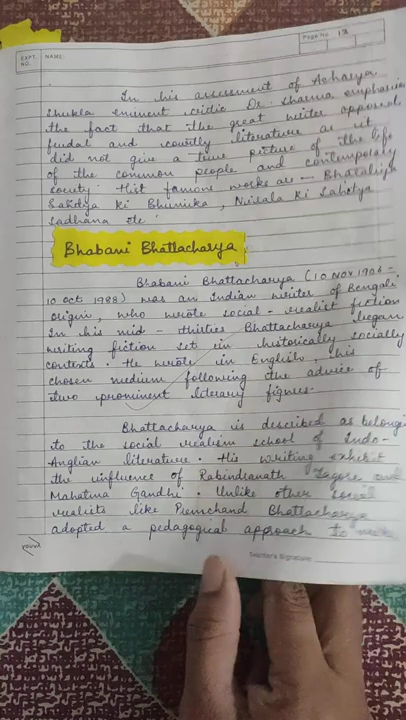 EXPT. NO.
NAME:
Page No. 13
In his assessment of Acharya
Shukla eminent critic Dr. Sharma emphasis
the fact that the great writer opposed
feudal and courtly literature as it
did not give a true picture of the life
of the common people and contemporary
society. Hist famous works are -
Sahitya Ki Bhumika, Nirala Ki Sahitya
Sadhana etc.
Bhabani Bhattacharya
Bhabani Bhattacharya (10 Nov 1906 -
10 oct 1988) was an Indian writer of Bengali
origin, who wrote social-realist fiction
In his mid-thirties Bhattacharya began
writing fiction set in historically socially
contexts. He wrote in English, his
chosen medium following the advice of
two prominent literary figures.
Bhattacharya is described as belongi
to the social realism school of Indo-
Anglian literature. His writing exhibit
the influence of Rabindranath Tagore and
Mahatma Gandhi. Unlike other social
realists like Premchand Bhattacharya
adopted a pedagogial approach to
Teacher's Signature